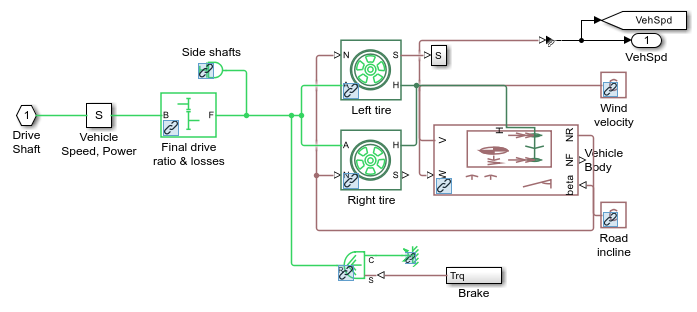 VehSpd
1
VehSpd
Side shafts
N
S
S
A
H
Left tire
1
Drive
Shaft
S
Vehicle
Speed, Power
B
F
Final drive
ratio & losses
Wind
velocity
A
H
N
S
Right tire
V
H
NR
W
NF
beta
Vehicle
Body
Road
incline
C
S
Trq
Brake